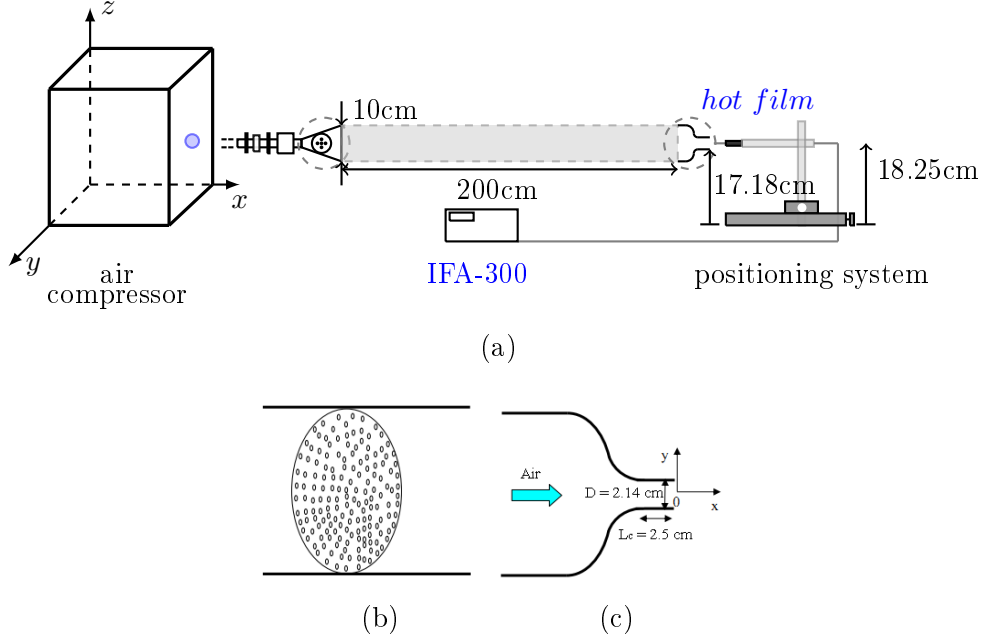 z
10cm
hot film
200cm
17.18cm
18.25cm
x
y
air
compressor
IFA-300
positioning system
(a)
Air
y
D = 2.14 cm
0
x
Lc = 2.5 cm
(b)
(c)